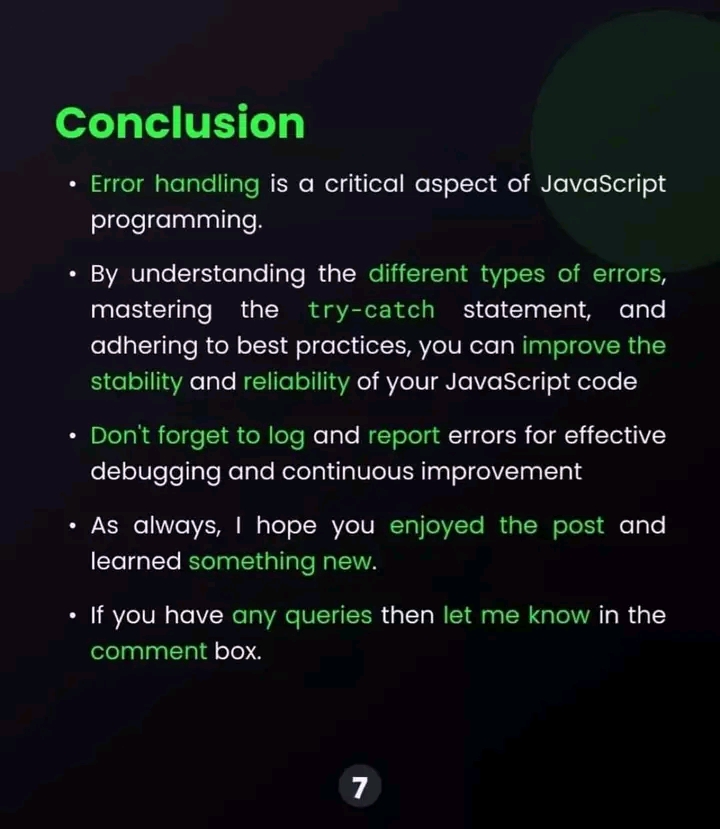 Conclusion
• Error handling is a critical aspect of JavaScript
programming.
• By understanding the different types of errors,
mastering the try-catch statement, and
adhering to best practices, you can improve the
stability and reliability of your JavaScript code
• Don't forget to log and report errors for effective
debugging and continuous improvement
• As always, I hope you enjoyed the post and
learned something new.
• If you have any queries then let me know in the
comment box.
7